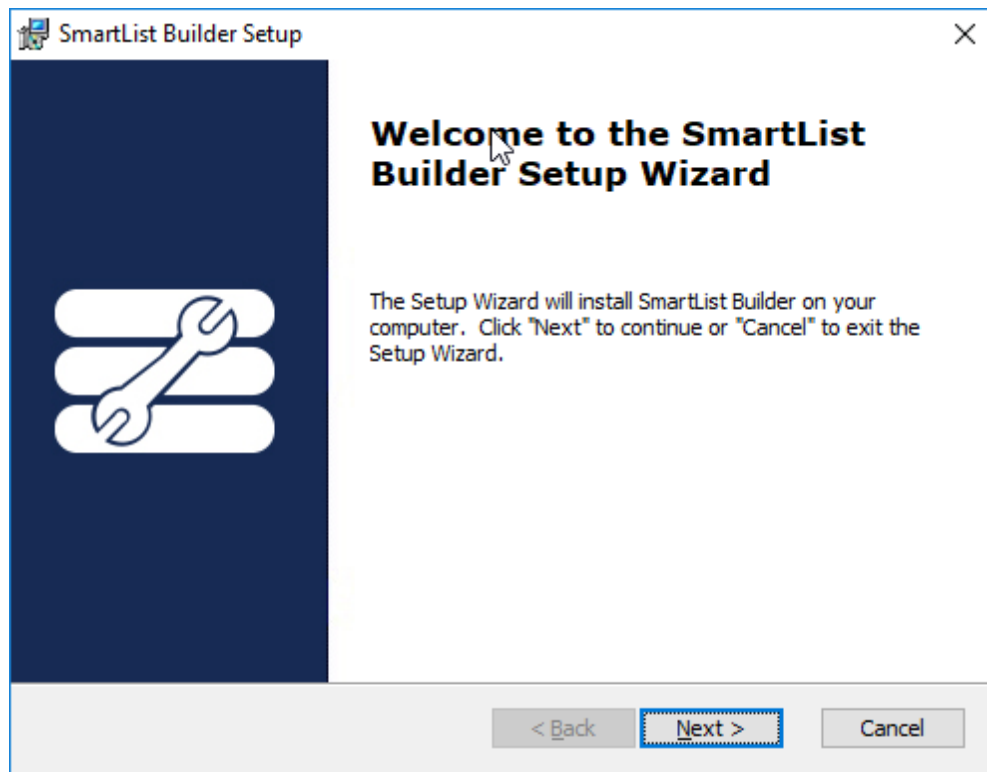 SmartList Builder Setup
Welcome to the SmartList
Builder Setup Wizard
The Setup Wizard will install SmartList Builder on your
computer.  Click "Next" to continue or "Cancel" to exit the
Setup Wizard.
< Back
Next >
Cancel